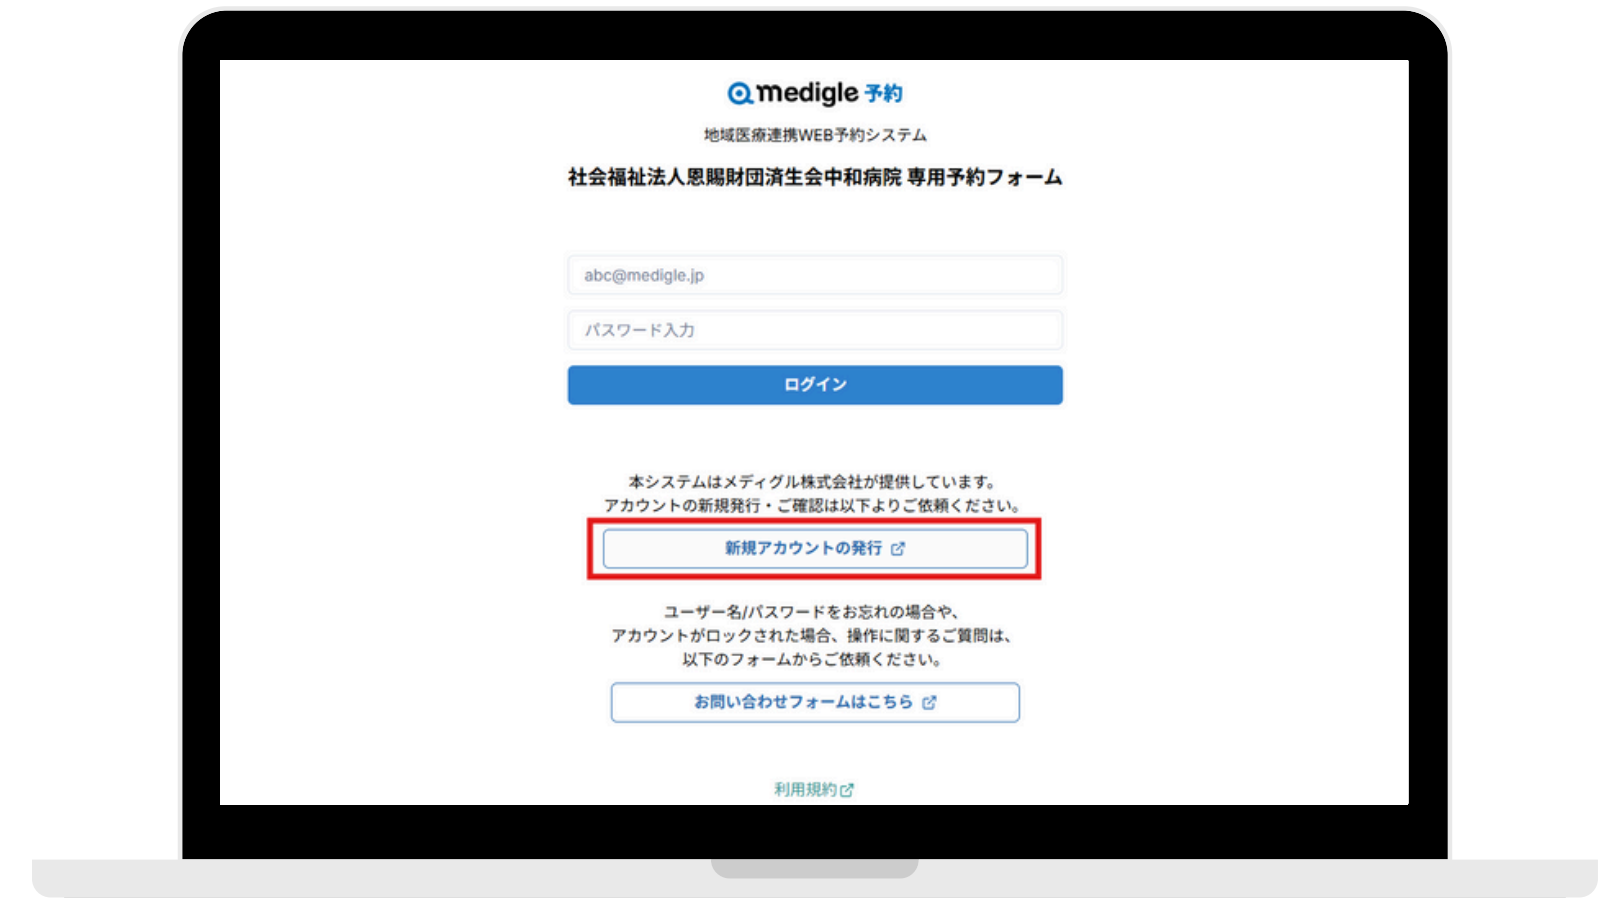 medigle 予約
地域医療連携WEB予約システム
社会福祉法人恩賜財団済生会中和病院 専用予約フォーム
abc@medigle.jp
パスワード入力
ログイン
本システムはメディグル株式会社が提供しています。
アカウントの新規発行・ご確認は以下よりご依頼ください。
新規アカウントの発行
ユーザー名/パスワードをお忘れの場合や、
アカウントがロックされた場合、操作に関するご質問は、
以下のフォームからご依頼ください。
お問い合わせフォームはこちら
利用規約